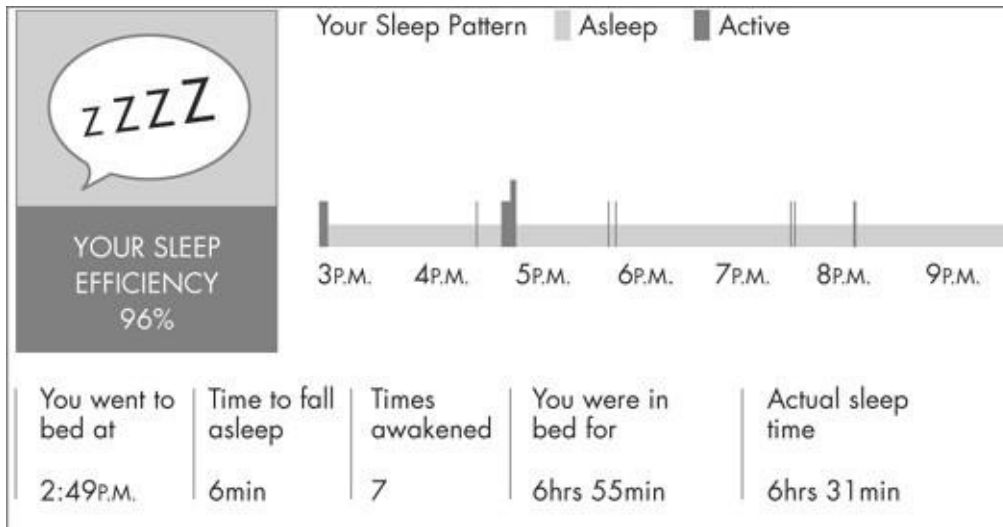 Your Sleep Pattern Asleep Active
zZZZ
YOUR SLEEP
EFFICIENCY
96%
3P.M. 4P.M. 5P.M. 6P.M. 7P.M. 8P.M. 9P.M.
You went to
bed at
2:49P.M.
Time to fall
asleep
6min
Times
awakened
7
You were in
bed for
6hrs 55min
Actual sleep
time
6hrs 31min